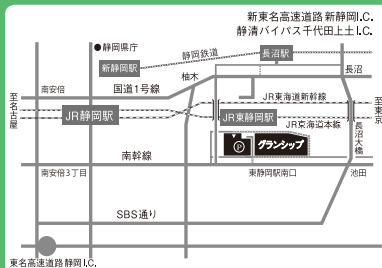 新東名高速道路 新静岡I.C.
静清バイパス千代田上土I.C.
●静岡県庁
静岡鉄道
長沼駅
新静岡駅
柚木
長沼
南安倍
国道1号線
JR東海道新幹線
至名古屋
JR静岡駅
JR東静岡駅
JR東海道本線
至東京
長沼大橋
P
グランシップ
南幹線
南安倍3丁目
東静岡駅南口
池田
SBS通り
東名高速道路静岡I.C.